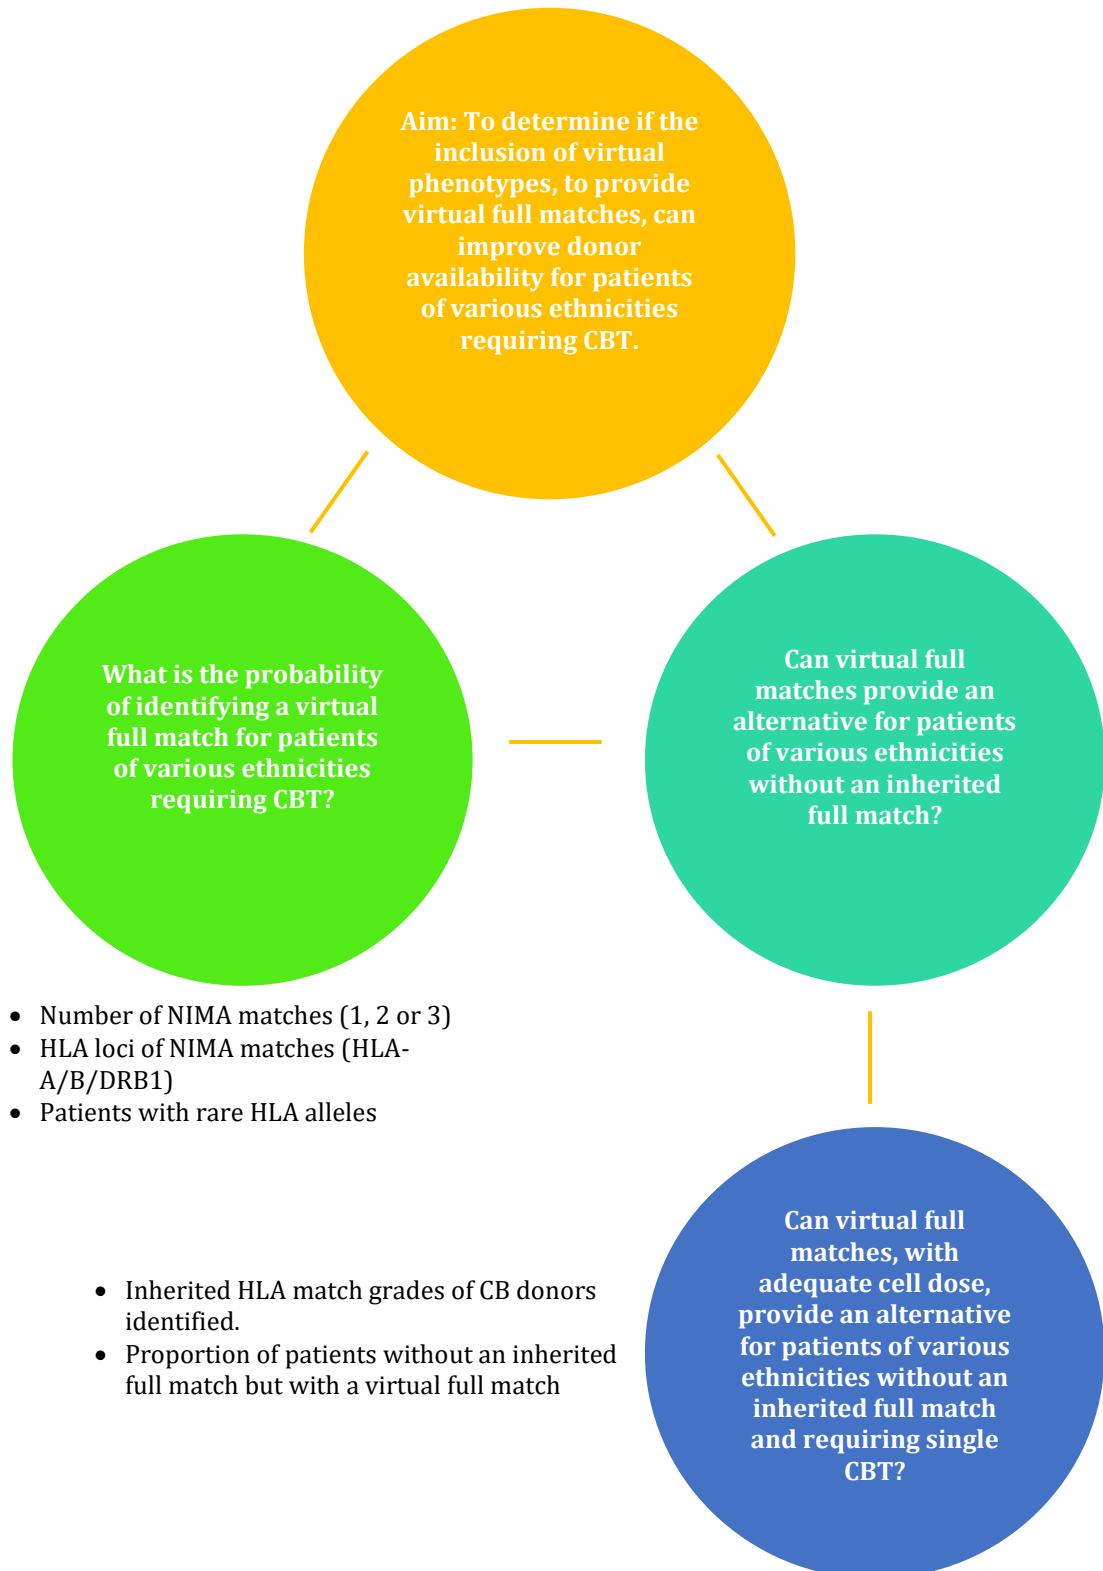 Aim: To determine if the
inclusion of virtual
phenotypes, to provide
virtual full matches, can
improve donor
availability for patients
of various ethnicities
requiring CBT.
What is the probability
of identifying a virtual
full match for patients
of various ethnicities
requiring CBT?
Can virtual full
matches provide an
alternative for patients
of various ethnicities
without an inherited
full match?
• Number of NIMA matches (1, 2 or 3)
• HLA loci of NIMA matches (HLA-
A/B/DRB1)
• Patients with rare HLA alleles
• Inherited HLA match grades of CB donors
identified.
• Proportion of patients without an inherited
full match but with a virtual full match
Can virtual full
matches, with
adequate cell dose,
provide an alternative
for patients of various
ethnicities without an
inherited full match
and requiring single
CBT?